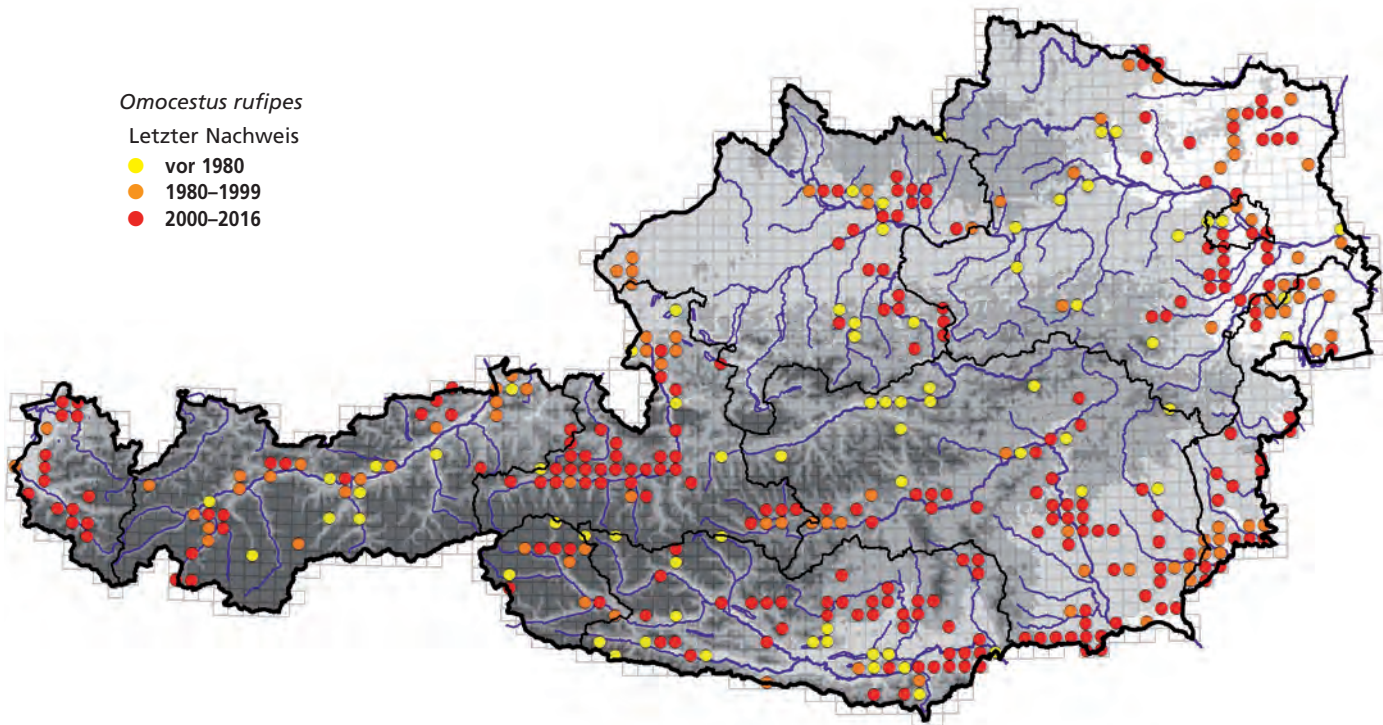 Omocestus rufipes
Letzter Nachweis
vor 1980
1980–1999
2000–2016